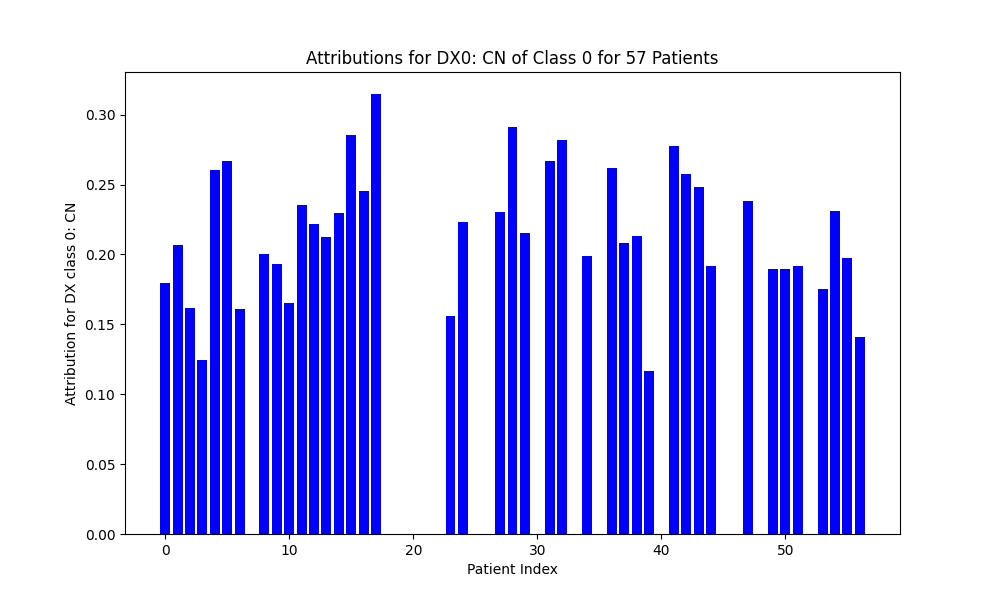 Attributions for DX0: CN of Class 0 for 57 Patients
Attribution for DX class 0: CN
0.30
0.25
0.20
0.15
0.10
0.05
0.00
0 10 20 30 40 50
Patient Index